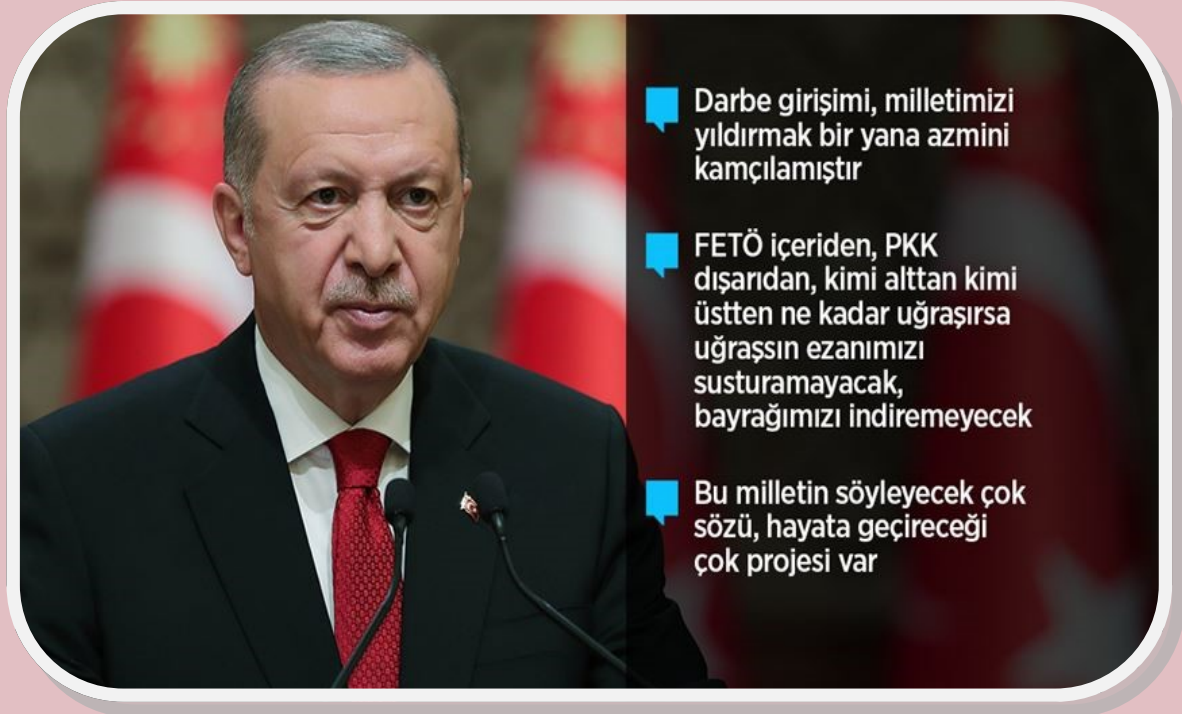 Darbe girişimi, milletimizi
yıldırmak bir yana azmini
kamçılamıştır
FETÖ içeriden, PKK
dışarıdan, kimi alttan kimi
üstten ne kadar uğraşırsa
uğraşsın ezanımızı
susturamayacak,
bayrağımızı indiremeyecek
Bu milletin söyleyecek çok
sözü, hayata geçireceği
çok projesi var